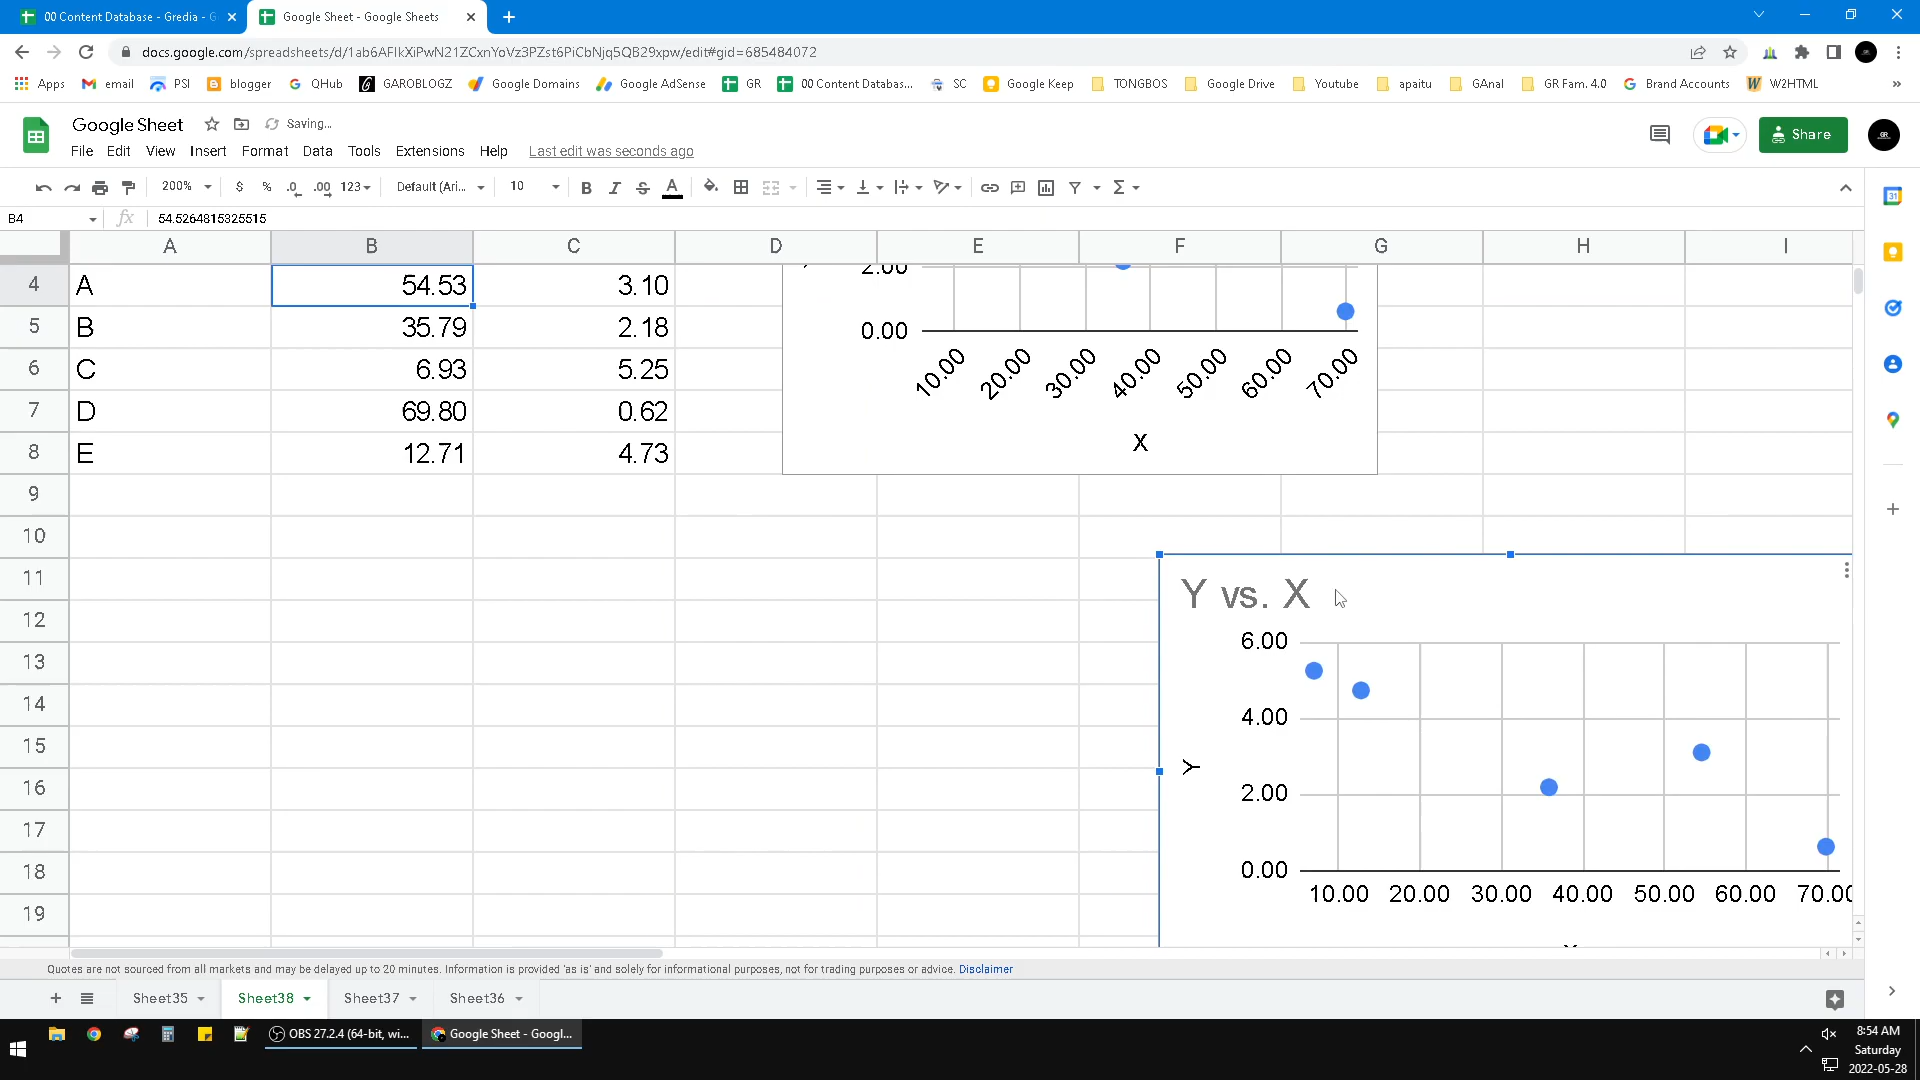 00 Content Database - Gredia - G
Google Sheet - Google Sheets
docs.google.com/spreadsheets/d/1ab6AFIkXiPwN21ZCxnYoVz3PZst6PiCbNjq5QB29xpw/edit#gid=685484072
Apps email PSI blogger QHub GAROBLOGZ Google Domains Google AdSense GR 00 Content Databas... SC Google Keep TONGBOS Google Drive Youtube apaitu GAnal GR Fam. 4.0 Brand Accounts W2HTML »
Google Sheet Saving...
File Edit View Insert Format Data Tools Extensions Help Last edit was seconds ago
Share
200% $ % .0 .00 123 Default (Ari... 10 B I S A
B4 fx 54.5264815325515
A B C D E F G H I
4 A 54.53 3.10
5 B 35.79 2.18
6 C 6.93 5.25
7 D 69.80 0.62
8 E 12.71 4.73
9
10
11
12
13
14
15
16
17
18
19
2.00
0.00
10.00 20.00 30.00 40.00 50.00 60.00 70.00
X
Y vs. X
6.00
4.00
Y
2.00
0.00
10.00 20.00 30.00 40.00 50.00 60.00 70.00
Quotes are not sourced from all markets and may be delayed up to 20 minutes. Information is provided 'as is' and solely for informational purposes, not for trading purposes or advice. Disclaimer
Sheet35 Sheet38 Sheet37 Sheet36
OBS 27.2.4 (64-bit, wi...
Google Sheet - Googl...
8:54 AM
Saturday
2022-05-28